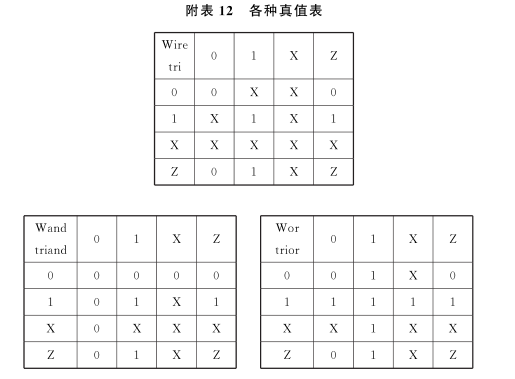 附表 12 各种真值表
Wire
tri 0 1 X Z
0 0 X X 0
1 X 1 X 1
X X X X X
Z 0 1 X Z
Wand
triand 0 1 X Z
0 0 0 0 0
1 0 1 X 1
X 0 X X X
Z 0 1 X Z
Wor
trior 0 1 X Z
0 0 1 X 0
1 1 1 1 1
X X 1 X X
Z 0 1 X Z